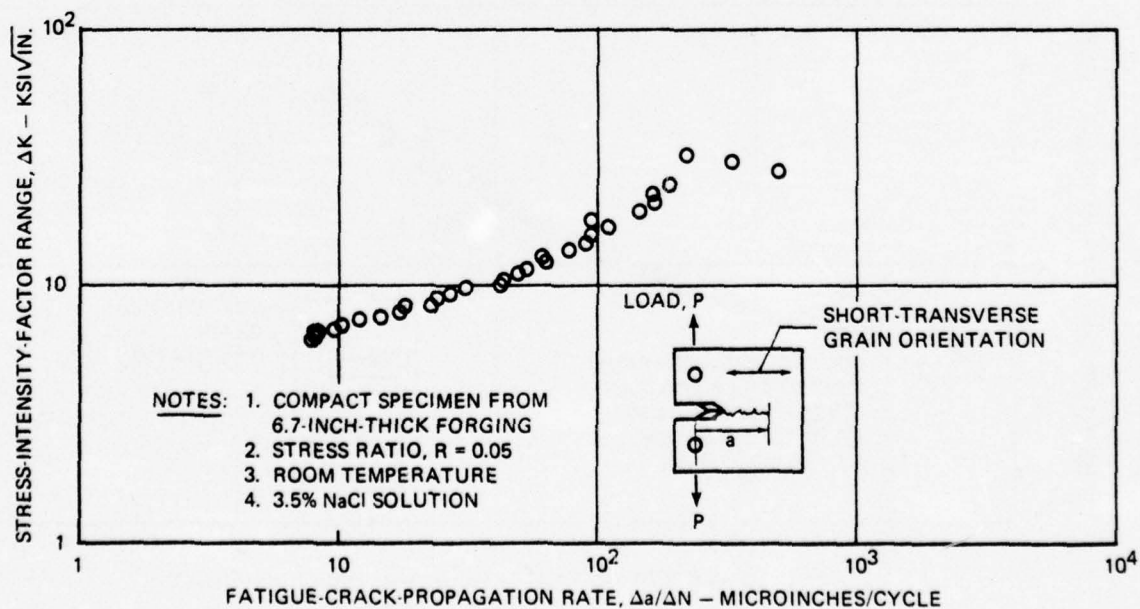 STRESS-INTENSITY-FACTOR RANGE, ΔK – KSI√IN.
10²
10
1
LOAD, P
SHORT-TRANSVERSE
GRAIN ORIENTATION
a
P
NOTES: 1. COMPACT SPECIMEN FROM
6.7-INCH-THICK FORGING
2. STRESS RATIO, R = 0.05
3. ROOM TEMPERATURE
4. 3.5% NaCl SOLUTION
1 10 10² 10³ 10⁴
FATIGUE-CRACK-PROPAGATION RATE, Δa/ΔN – MICROINCHES/CYCLE